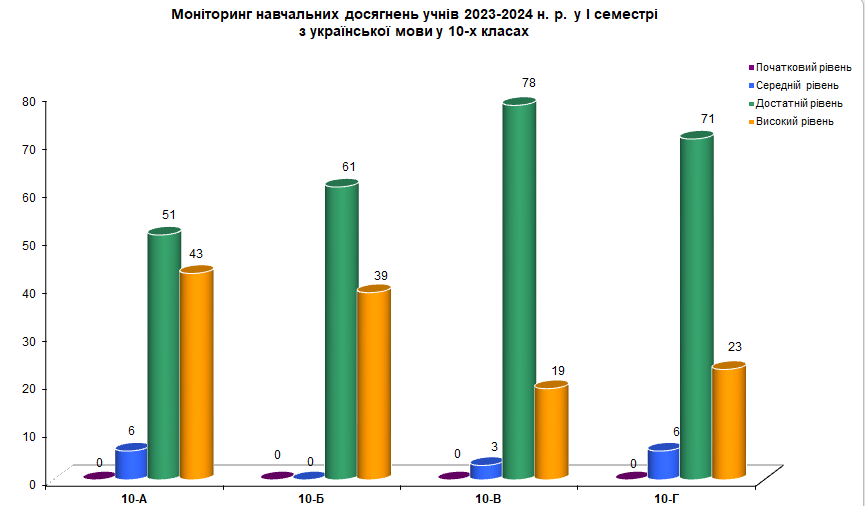 Моніторинг навчальних досягнень учнів 2023-2024 н. р. у І семестрі
з української мови у 10-х класах
Початковий рівень
Середній рівень
Достатній рівень
Високий рівень
80
70
60
50
40
30
20
10
0
0
6
51
43
0
0
61
39
0
3
78
19
0
6
71
23
10-А
10-Б
10-В
10-Г